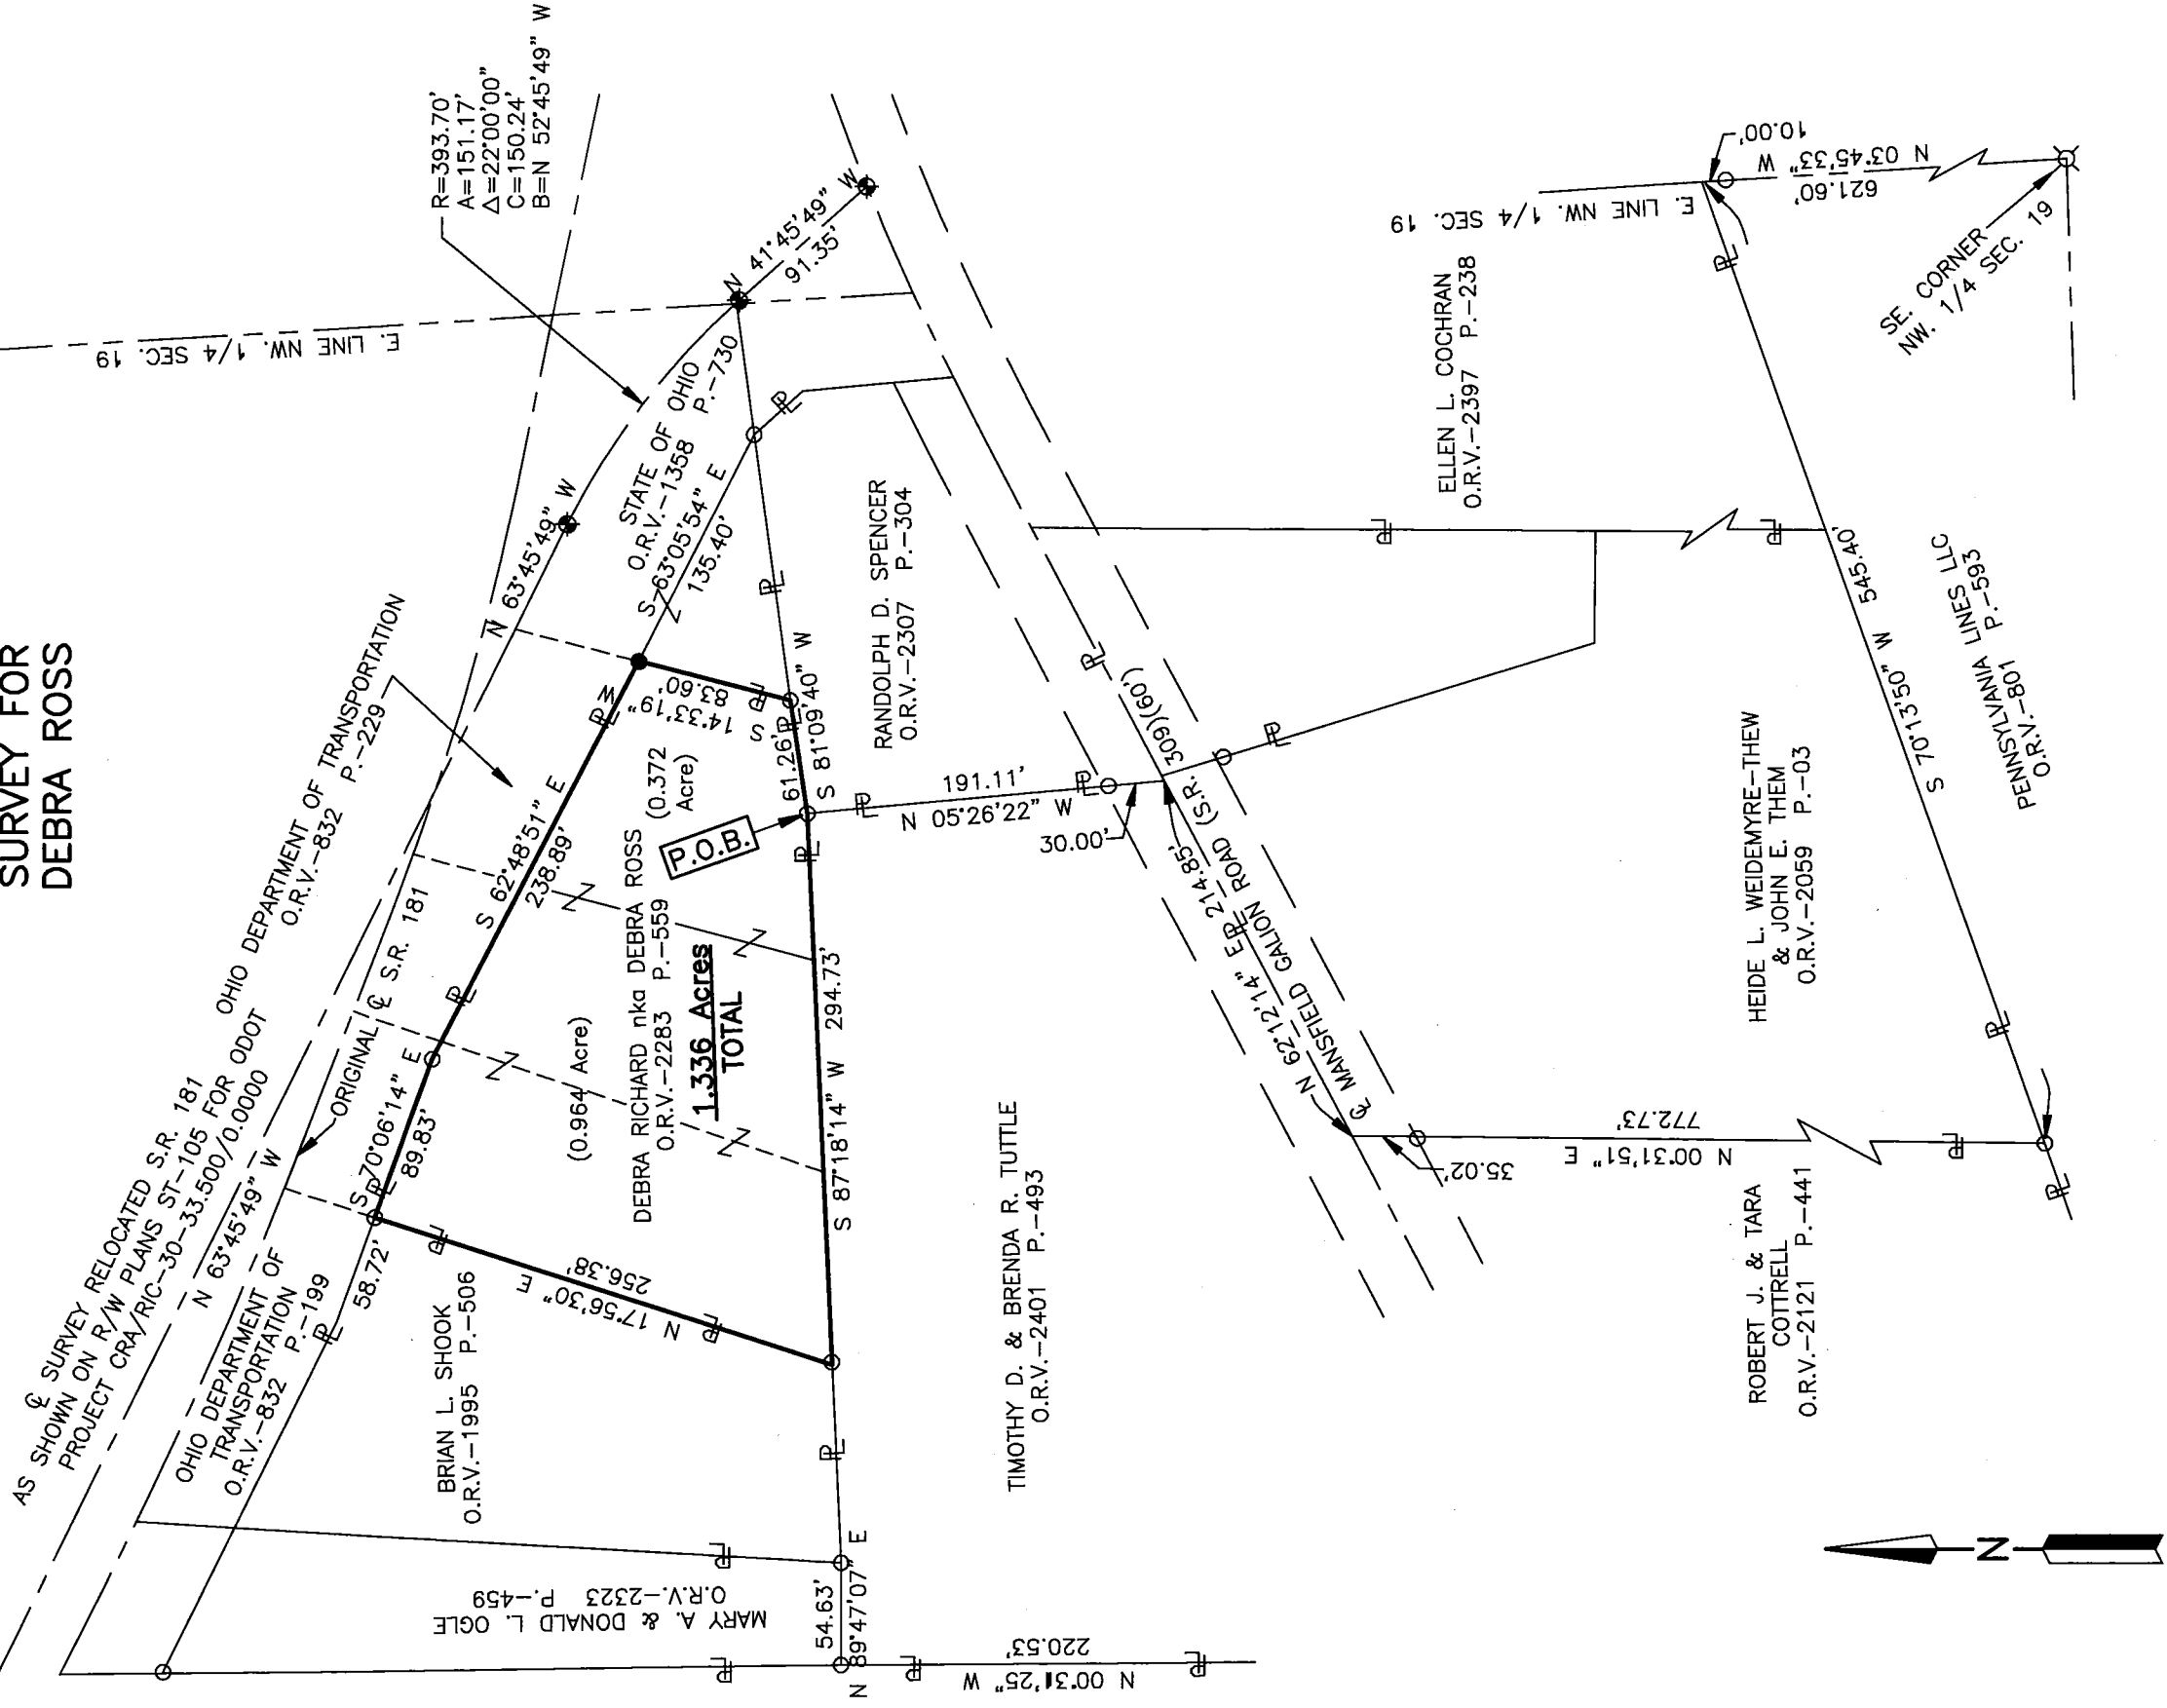 SURVEY FOR
DEBRA ROSS
℄ SURVEY RELOCATED S.R. 181
AS SHOWN ON R/W PLANS ST-105 FOR ODOT
PROJECT CRA/RIC-30-33.500/0.0000
N 63°45'49" W
ORIGINAL ℄ S.R. 181
OHIO DEPARTMENT OF TRANSPORTATION
O.R.V.-832 P.-229
R=393.70'
A=151.17'
Δ=22°00'00"
C=150.24'
B=N 52°45'49" W
E. LINE NW. 1/4 SEC. 19
N 63°45'49" W
N 41°45'49" W
91.35'
STATE OF OHIO
O.R.V.-1358 P.-730
S 63°05'54" E
135.40'
OHIO DEPARTMENT OF
TRANSPORTATION
O.R.V.-832 P.-199
58.72'
S 70°06'14" E
89.83'
S 62°48'51" E
238.89'
S 14°33'19" W
83.60'
61.26'
S 81°09'40" W
(0.372
Acre)
P.O.B.
(0.964 Acre)
DEBRA RICHARD nka DEBRA ROSS
O.R.V.-2283 P.-559
1.336 Acres
TOTAL
S 87°18'14" W 294.73'
N 17°56'30" E
256.38'
BRIAN L. SHOOK
O.R.V.-1995 P.-506
MARY A. & DONALD L. OGLE
O.R.V.-2323 P.-459
54.63'
N 89°47'07" E
N 00°31'25" W
220.53'
TIMOTHY D. & BRENDA R. TUTTLE
O.R.V.-2401 P.-493
RANDOLPH D. SPENCER
O.R.V.-2307 P.-304
191.11'
N 05°26'22" W
30.00'
N 62°12'14" E 214.85'
℄ MANSFIELD GALION ROAD (S.R. 309)(60')
35.02'
N 00°31'51" E
772.73'
ROBERT J. & TARA
COTTRELL
O.R.V.-2121 P.-441
HEIDE L. WEIDEMYRE-THEW
& JOHN E. THEM
O.R.V.-2059 P.-03
ELLEN L. COCHRAN
O.R.V.-2397 P.-238
E. LINE NW. 1/4 SEC. 19
10.00'
N 03°45'33" W
621.60'
SE. CORNER
NW. 1/4 SEC. 19
S 70°13'50" W 545.40'
PENNSYLVANIA LINES LLC
O.R.V.-801 P.-593
N